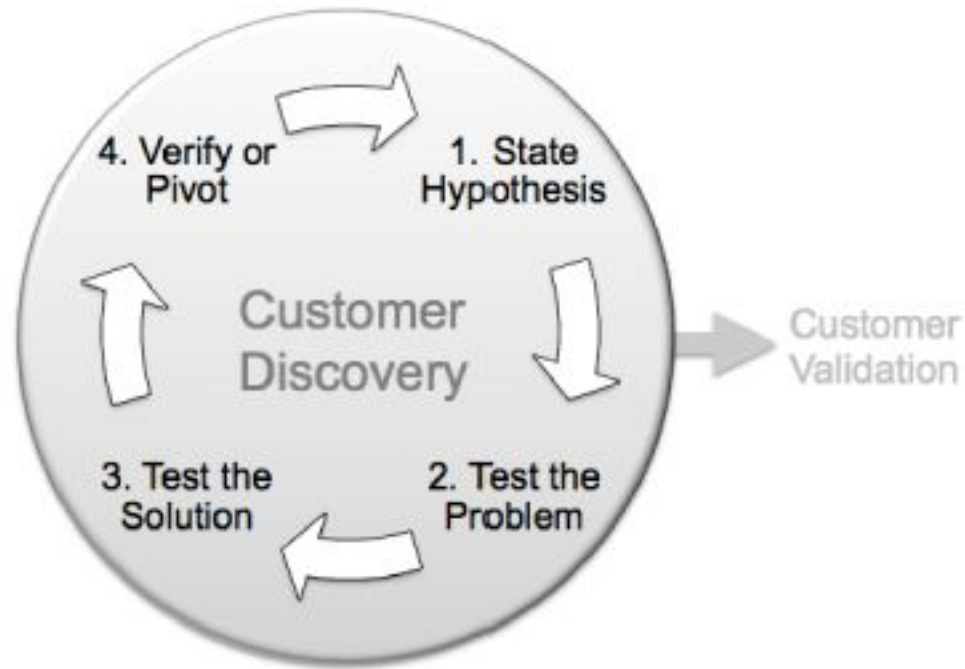 4. Verify or
Pivot
1. State
Hypothesis
Customer
Discovery
Customer
Validation
3. Test the
Solution
2. Test the
Problem